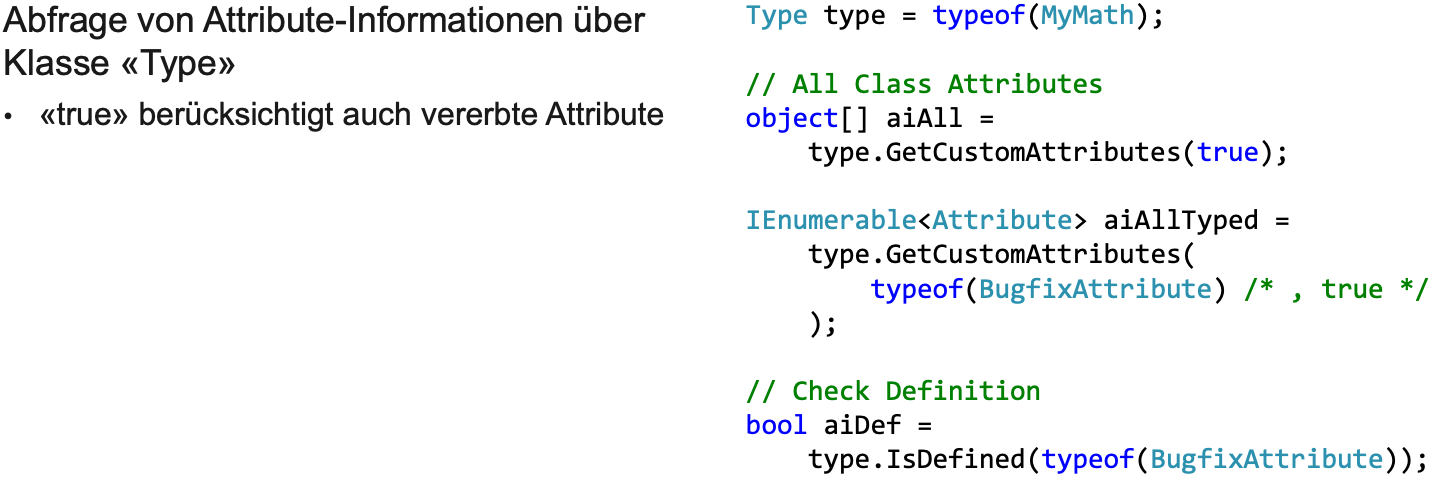 Abfrage von Attribute-Informationen über
Klasse «Type»
• «true» berücksichtigt auch vererbte Attribute
Type type = typeof(MyMath);
// All Class Attributes
object[] aiAll =
type.GetCustomAttributes(true);
IEnumerable<Attribute> aiAllTyped =
type.GetCustomAttributes(
typeof(BugfixAttribute) /* , true */
);
// Check Definition
bool aiDef =
type.IsDefined(typeof(BugfixAttribute));